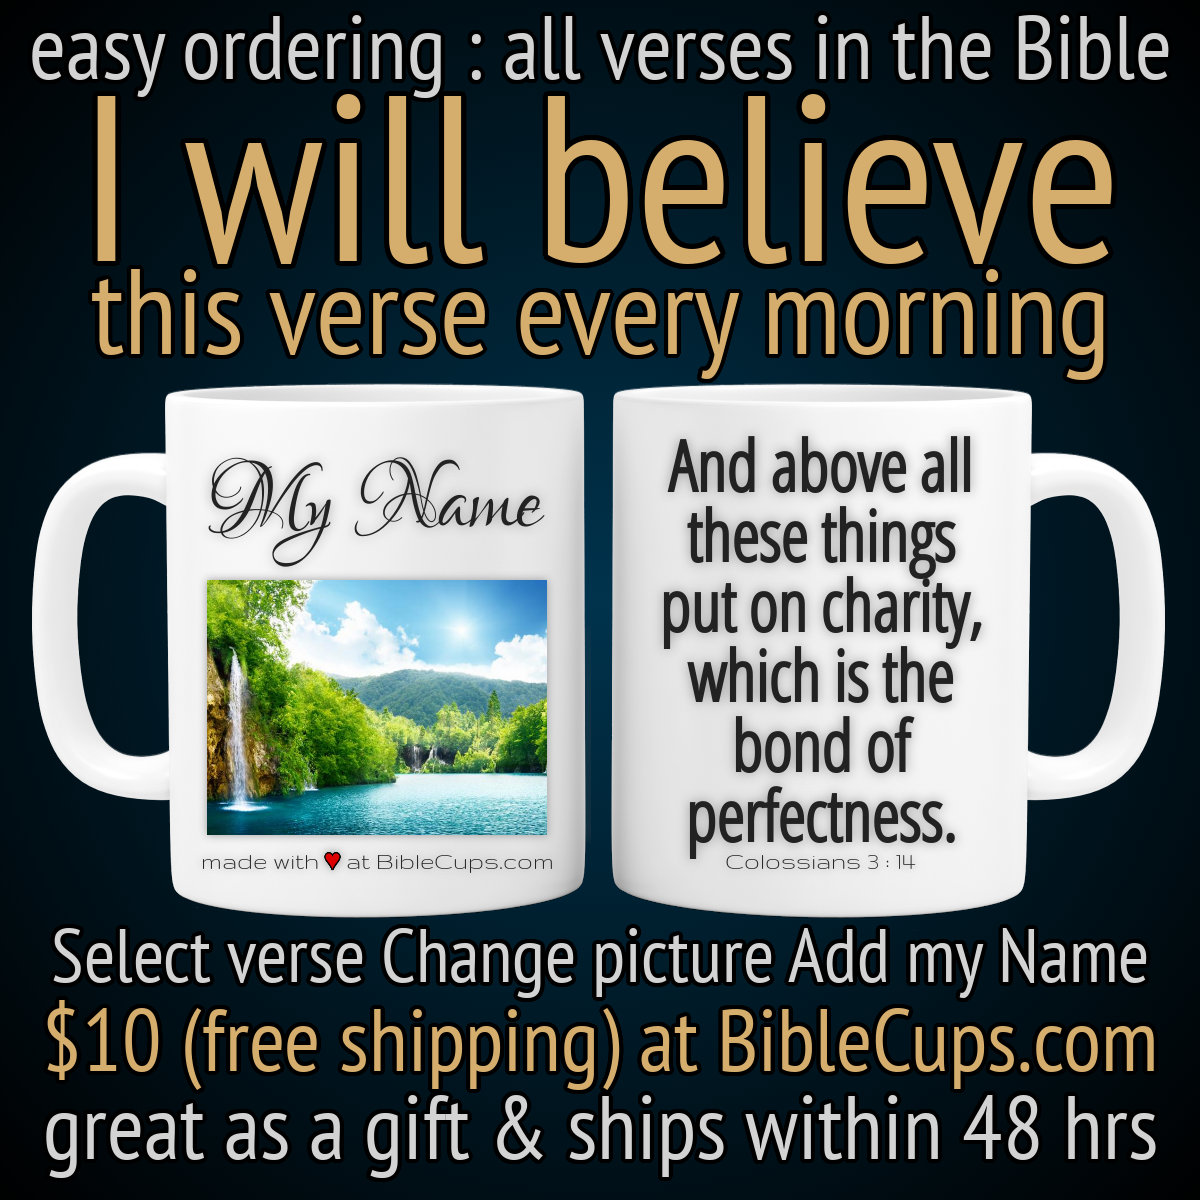 easy ordering : all verses in the Bible
I will believe
this verse every morning
My Name
made with ♥ at BibleCups.com
And above all
these things
put on charity,
which is the
bond of
perfectness.
Colossians 3 : 14
Select verse Change picture Add my Name
$10 (free shipping) at BibleCups.com
great as a gift & ships within 48 hrs